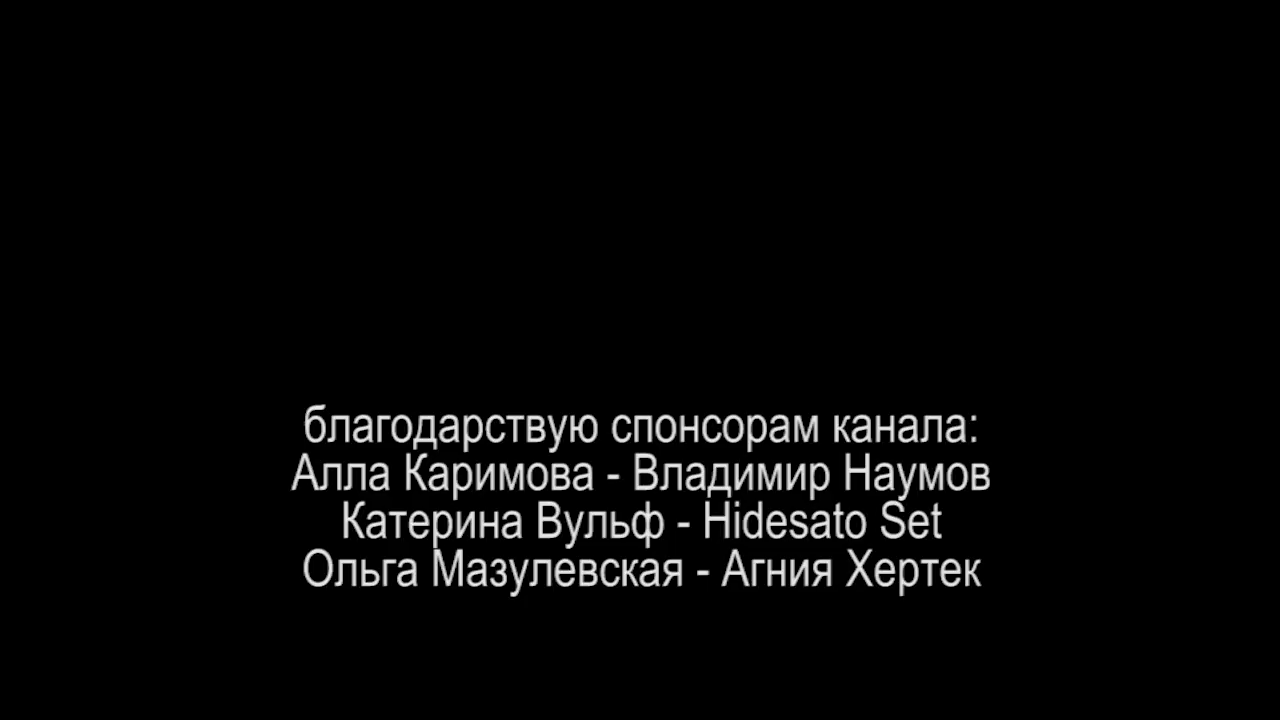 благодарствую спонсорам канала:
Алла Каримова - Владимир Наумов
Катерина Вульф - Hidesato Set
Ольга Мазулевская - Агния Хертек